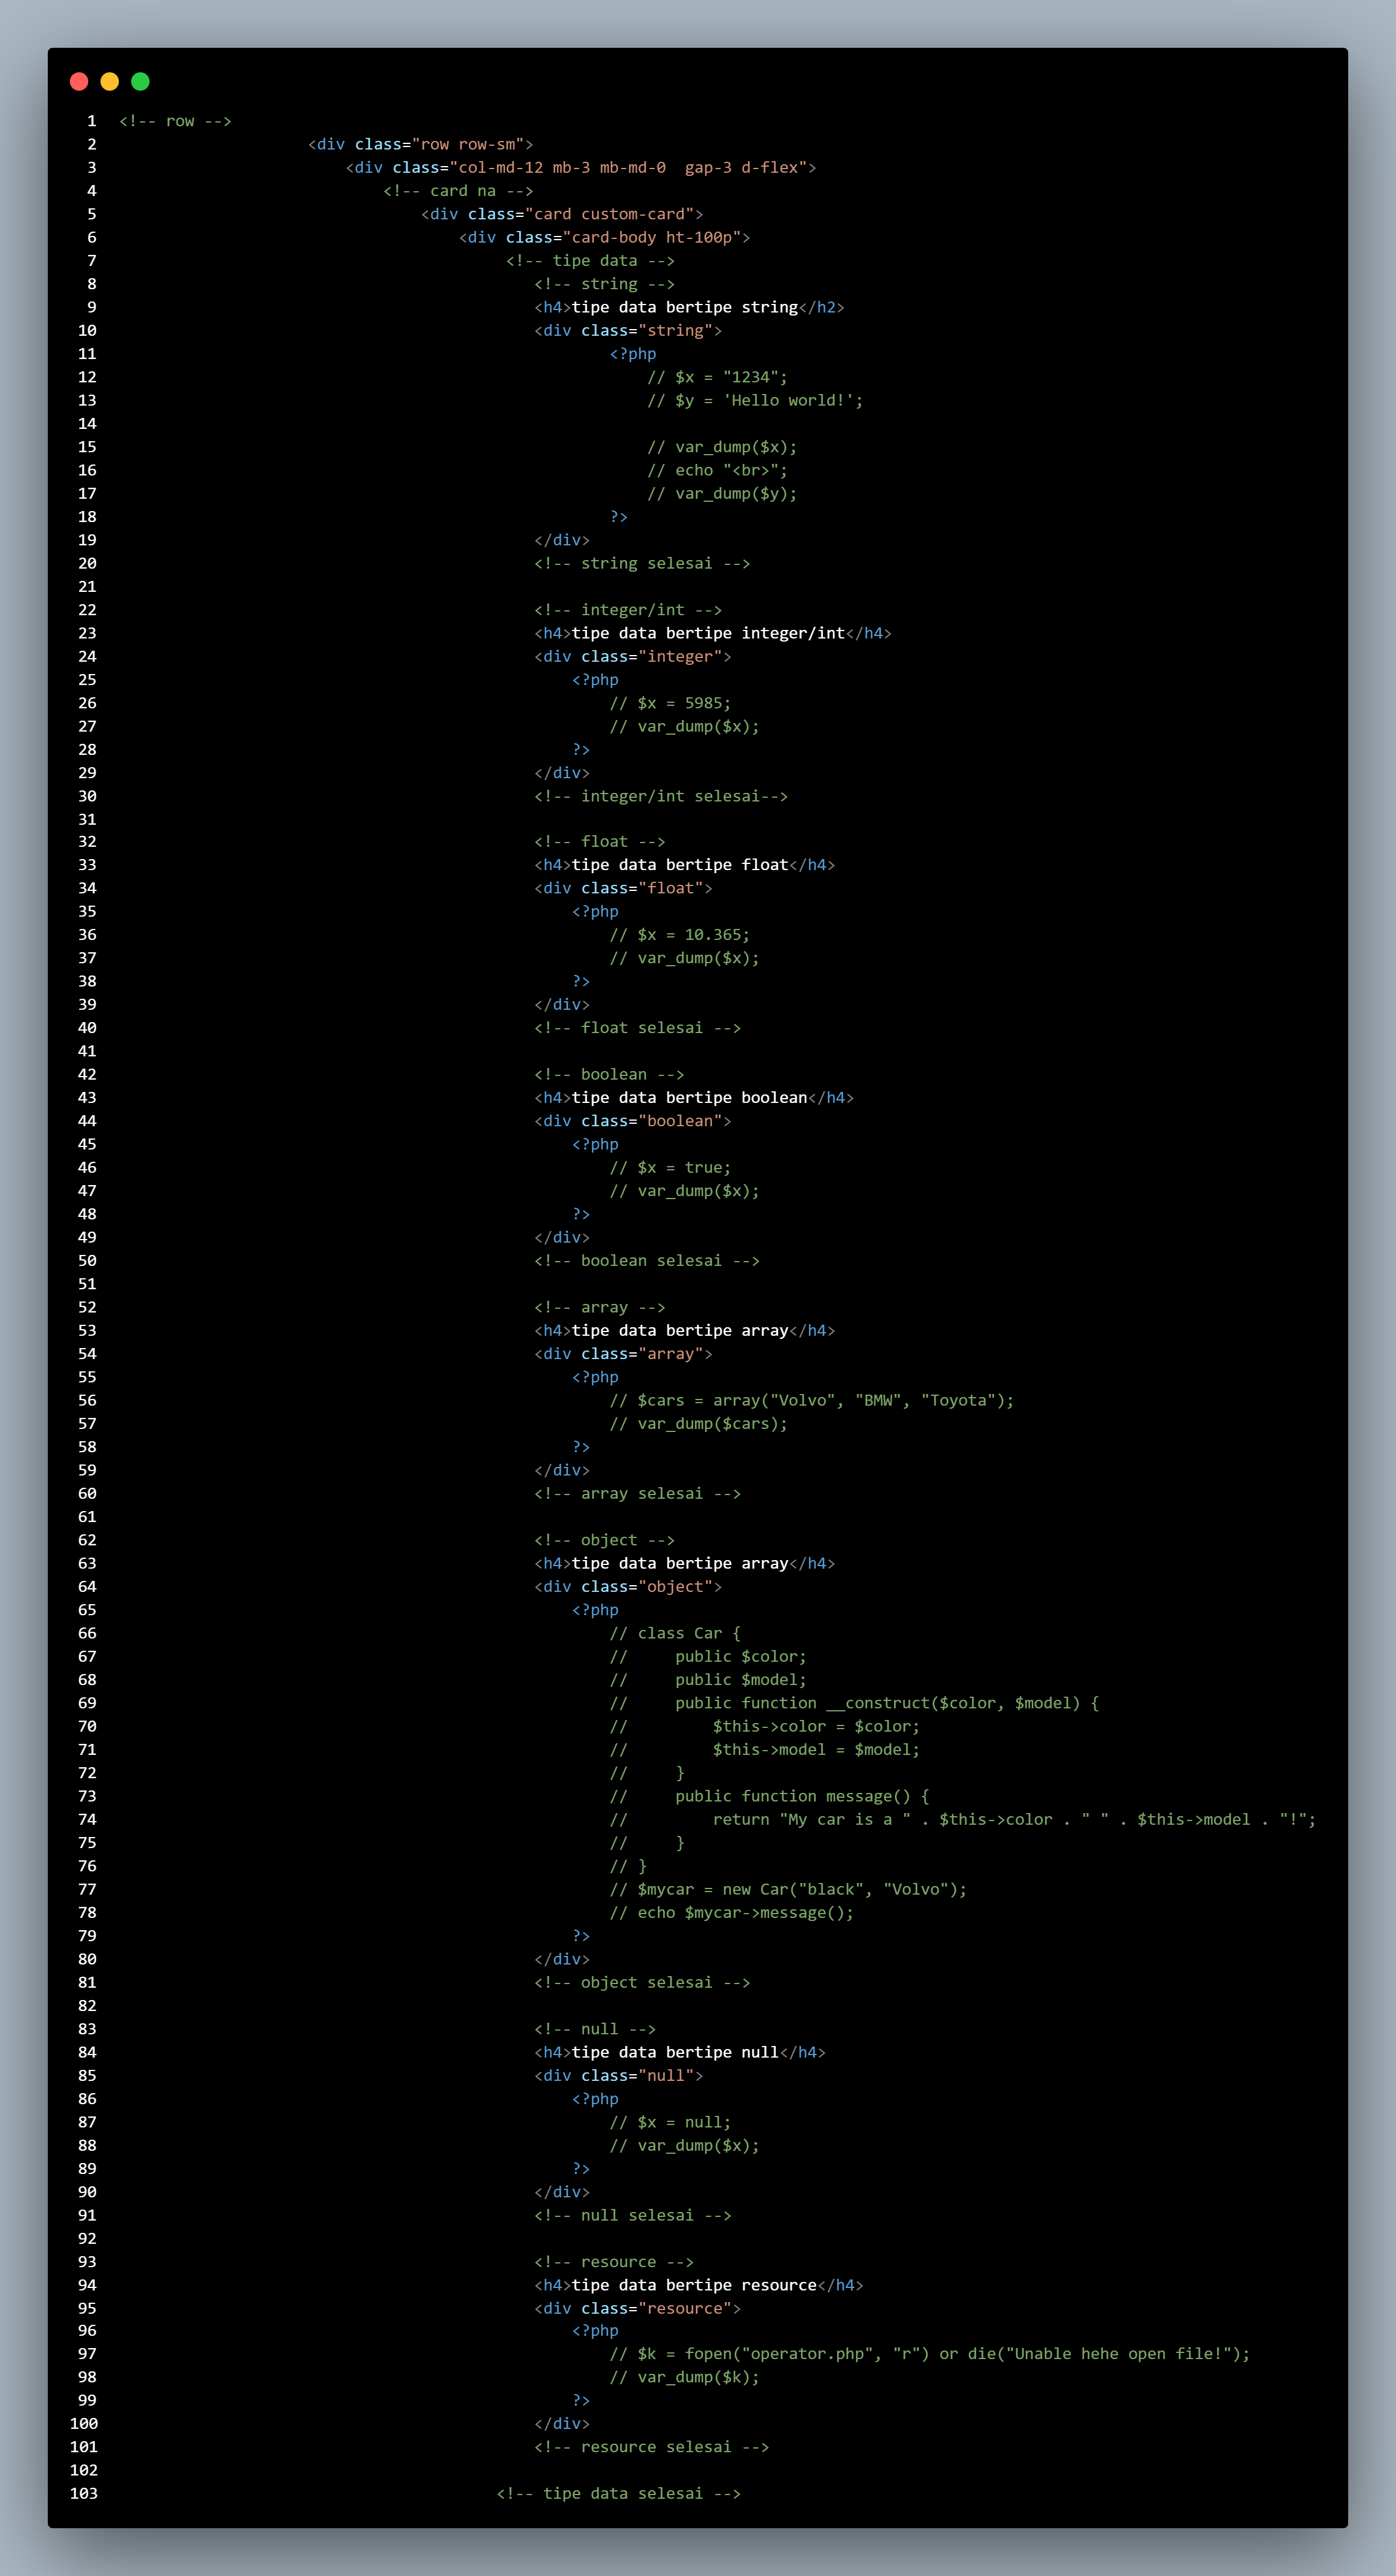 1 <!-- row -->
2 <div class="row row-sm">
3 <div class="col-md-12 mb-3 mb-md-0  gap-3 d-flex">
4 <!-- card na -->
5 <div class="card custom-card">
6 <div class="card-body ht-100p">
7 <!-- tipe data -->
8 <!-- string -->
9 <h4>tipe data bertipe string</h2>
10 <div class="string">
11 <?php
12 // $x = "1234";
13 // $y = 'Hello world!';
14
15 // var_dump($x);
16 // echo "<br>";
17 // var_dump($y);
18 ?>
19 </div>
20 <!-- string selesai -->
21
22 <!-- integer/int -->
23 <h4>tipe data bertipe integer/int</h4>
24 <div class="integer">
25 <?php
26 // $x = 5985;
27 // var_dump($x);
28 ?>
29 </div>
30 <!-- integer/int selesai-->
31
32 <!-- float -->
33 <h4>tipe data bertipe float</h4>
34 <div class="float">
35 <?php
36 // $x = 10.365;
37 // var_dump($x);
38 ?>
39 </div>
40 <!-- float selesai -->
41
42 <!-- boolean -->
43 <h4>tipe data bertipe boolean</h4>
44 <div class="boolean">
45 <?php
46 // $x = true;
47 // var_dump($x);
48 ?>
49 </div>
50 <!-- boolean selesai -->
51
52 <!-- array -->
53 <h4>tipe data bertipe array</h4>
54 <div class="array">
55 <?php
56 // $cars = array("Volvo", "BMW", "Toyota");
57 // var_dump($cars);
58 ?>
59 </div>
60 <!-- array selesai -->
61
62 <!-- object -->
63 <h4>tipe data bertipe array</h4>
64 <div class="object">
65 <?php
66 // class Car {
67 //     public $color;
68 //     public $model;
69 //     public function __construct($color, $model) {
70 //         $this->color = $color;
71 //         $this->model = $model;
72 //     }
73 //     public function message() {
74 //         return "My car is a " . $this->color . " " . $this->model . "!";
75 //     }
76 // }
77 // $mycar = new Car("black", "Volvo");
78 // echo $mycar->message();
79 ?>
80 </div>
81 <!-- object selesai -->
82
83 <!-- null -->
84 <h4>tipe data bertipe null</h4>
85 <div class="null">
86 <?php
87 // $x = null;
88 // var_dump($x);
89 ?>
90 </div>
91 <!-- null selesai -->
92
93 <!-- resource -->
94 <h4>tipe data bertipe resource</h4>
95 <div class="resource">
96 <?php
97 // $k = fopen("operator.php", "r") or die("Unable hehe open file!");
98 // var_dump($k);
99 ?>
100 </div>
101 <!-- resource selesai -->
102
103 <!-- tipe data selesai -->